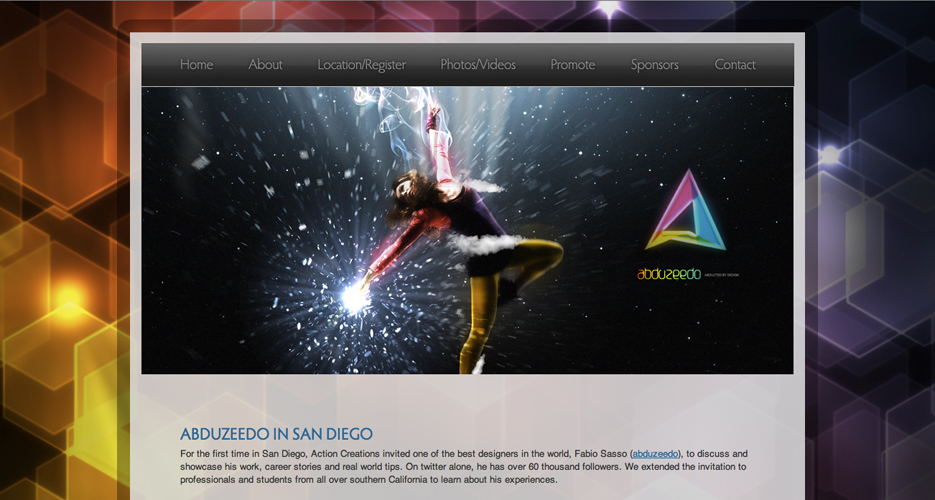 Home About Location/Register Photos/Videos Promote Sponsors Contact
abduzeedo ABDUCTED BY DESIGN
ABDUZEEDO IN SAN DIEGO
For the first time in San Diego, Action Creations invited one of the best designers in the world, Fabio Sasso (abduzeedo), to discuss and
showcase his work, career stories and real world tips. On twitter alone, he has over 60 thousand followers. We extended the invitation to
professionals and students from all over southern California to learn about his experiences.